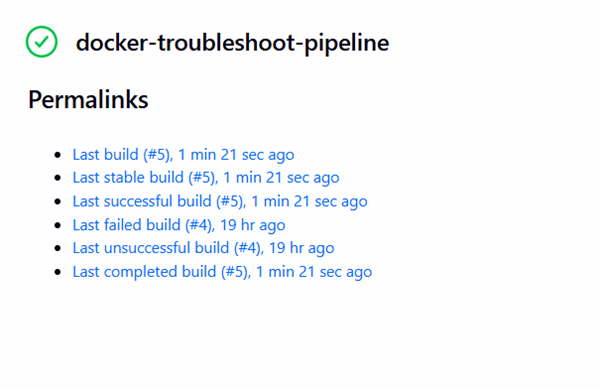 docker-troubleshoot-pipeline
Permalinks
Last build (#5), 1 min 21 sec ago
Last stable build (#5), 1 min 21 sec ago
Last successful build (#5), 1 min 21 sec ago
Last failed build (#4), 19 hr ago
Last unsuccessful build (#4), 19 hr ago
Last completed build (#5), 1 min 21 sec ago